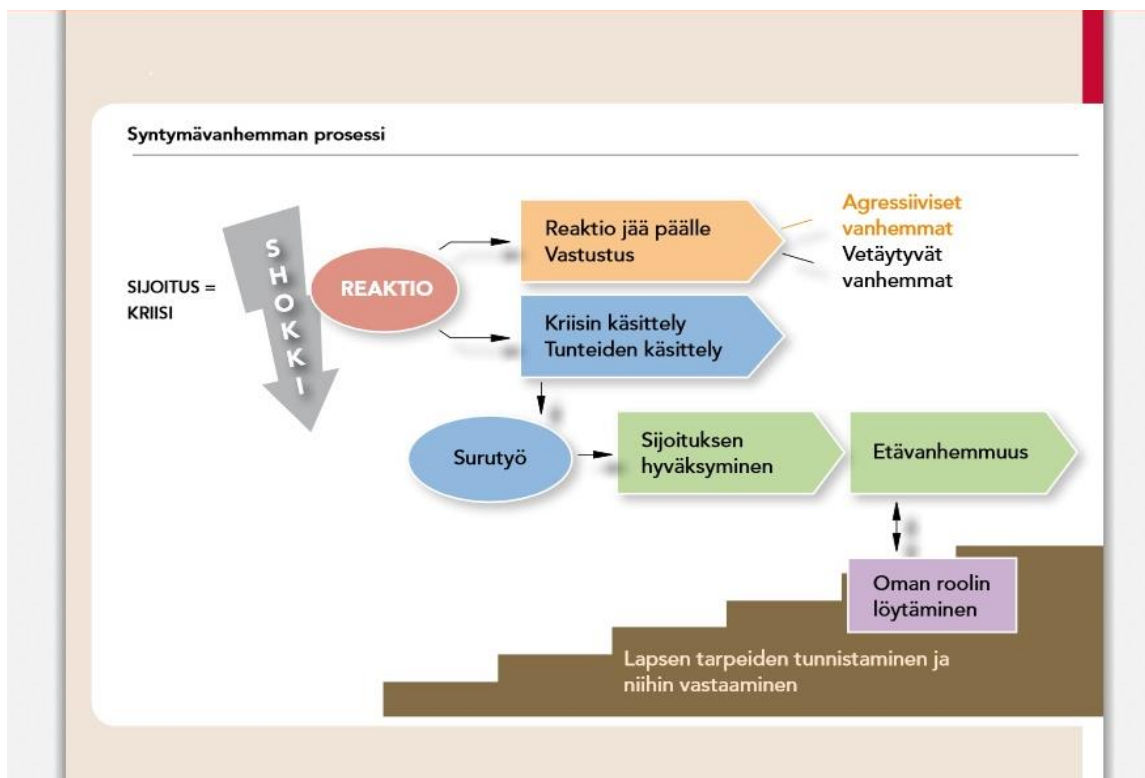 Syntymävanhemman prosessi
SIJOITUS =
KRIISI
SHOKKI
REAKTIO
Reaktio jää päälle
Vastustus
Agressiiviset
vanhemmat
Vetäytyvät
vanhemmat
Kriisin käsittely
Tunteiden käsittely
Surutyö
Sijoituksen
hyväksyminen
Etävanhemmuus
Oman roolin
löytäminen
Lapsen tarpeiden tunnistaminen ja
niihin vastaaminen